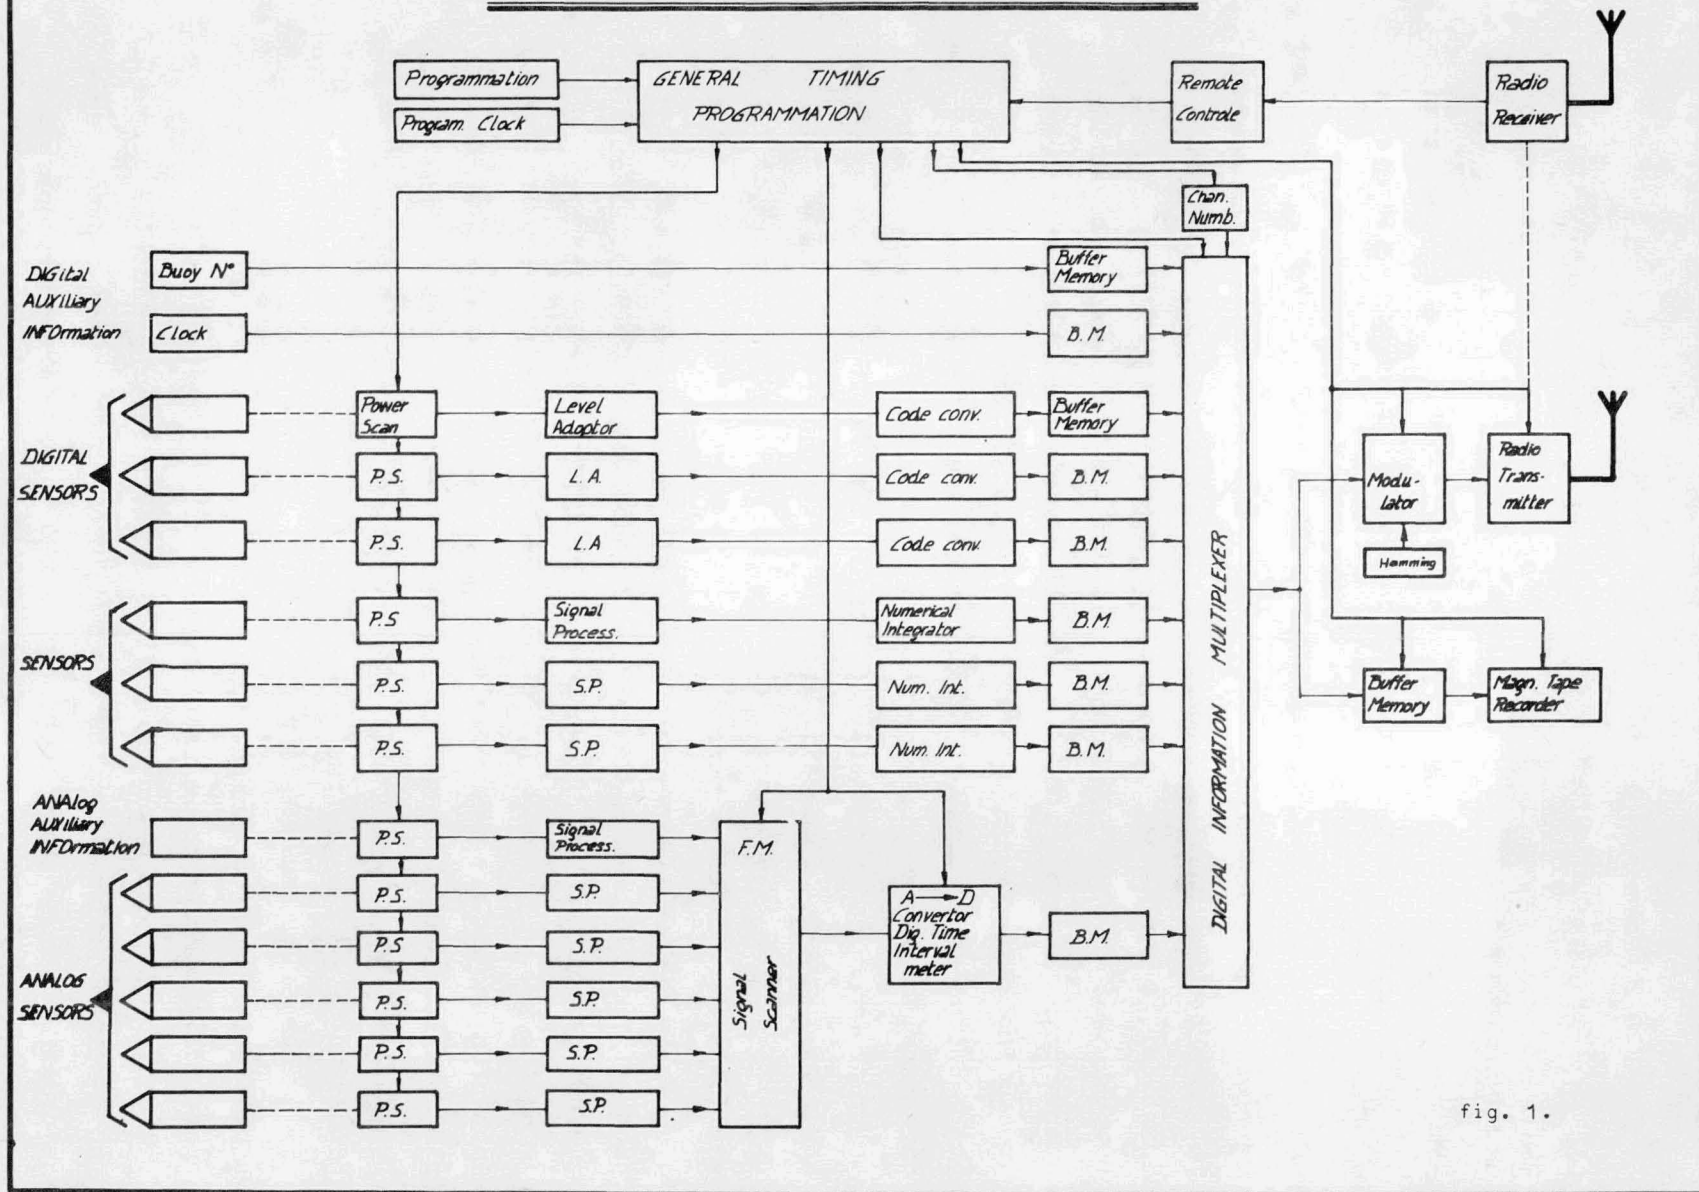 Programmation
GENERAL TIMING
PROGRAMMATION
Program. Clock
Remote
Controle
Radio
Receiver
Chan.
Numb.
DIGital
AUXiliary
INFOrmation
Buoy N°
Buffer
Memory
Clock
B.M.
DIGITAL
SENSORS
Power
Scan
Level
Adoptor
Code conv.
Buffer
Memory
P.S.
L.A.
Code conv.
B.M.
P.S.
L.A
Code conv.
B.M.
SENSORS
P.S
Signal
Process.
Numerical
Integrator
B.M.
P.S.
S.P.
Num. Int.
B.M.
P.S.
S.P.
Num. Int.
B.M.
ANAlog
AUXiliary
INFOrmation
P.S.
Signal
Process.
F.M.
Signal
Scanner
ANALOG
SENSORS
P.S.
S.P.
P.S
S.P.
P.S.
S.P.
P.S.
S.P.
P.S.
S.P.
A D
Convertor
Dig. Time
Interval
meter
B.M.
DIGITAL INFORMATION MULTIPLEXER
Modu-
lator
Hamming
Radio
Trans-
mitter
Buffer
Memory
Magn. Tape
Recorder
fig. 1.